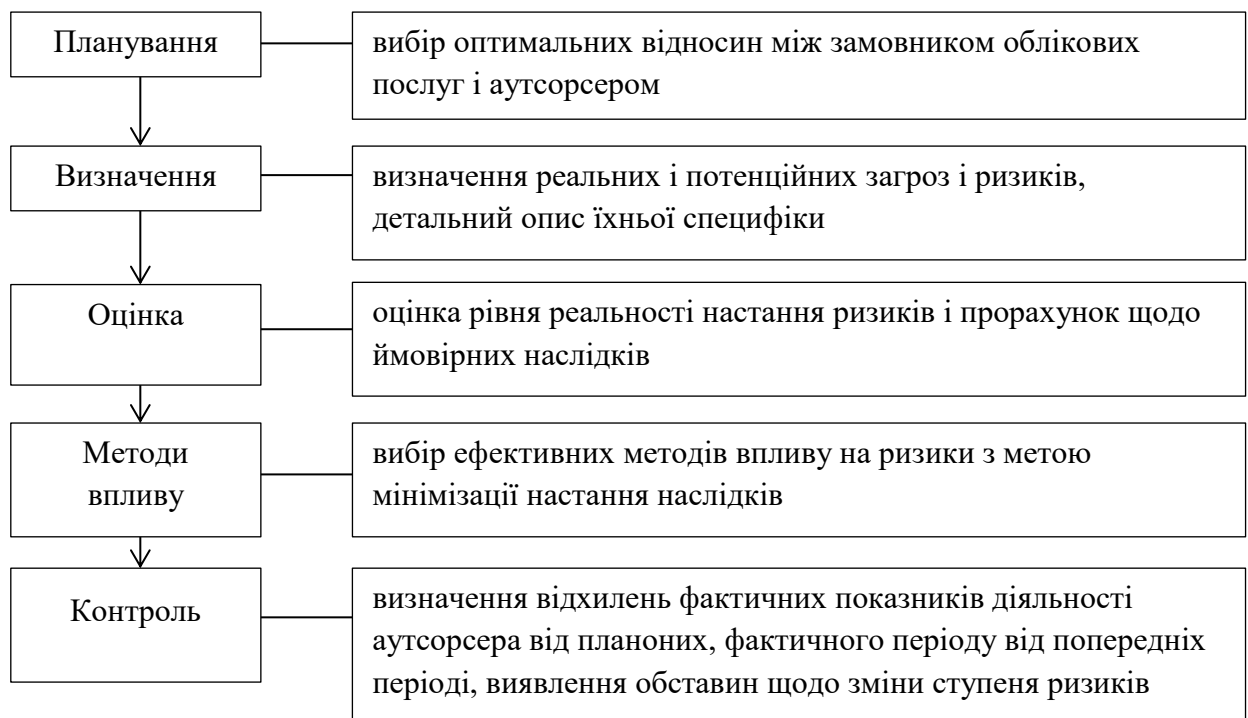 Планування
вибір оптимальних відносин між замовником облікових
послуг і аутсорсером
Визначення
визначення реальних і потенційних загроз і ризиків,
детальний опис їхньої специфіки
Оцінка
оцінка рівня реальності настання ризиків і прорахунок щодо
ймовірних наслідків
Методи
впливу
вибір ефективних методів впливу на ризики з метою
мінімізації настання наслідків
Контроль
визначення відхилень фактичних показників діяльності
аутсорсера від планоних, фактичного періоду від попередніх
періоді, виявлення обставин щодо зміни ступеня ризиків